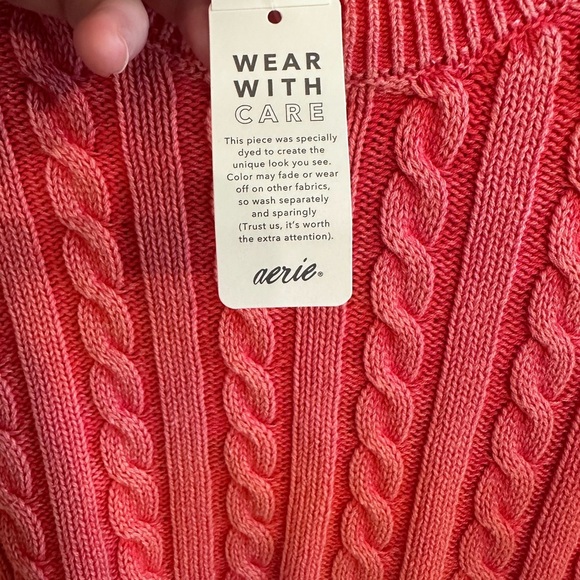 WEAR
WITH
CARE
This piece was specially
dyed to create the
unique look you see.
Color may fade or wear
off on other fabrics,
so wash separately
and sparingly
(Trust us, it's worth
the extra attention).
aerie®